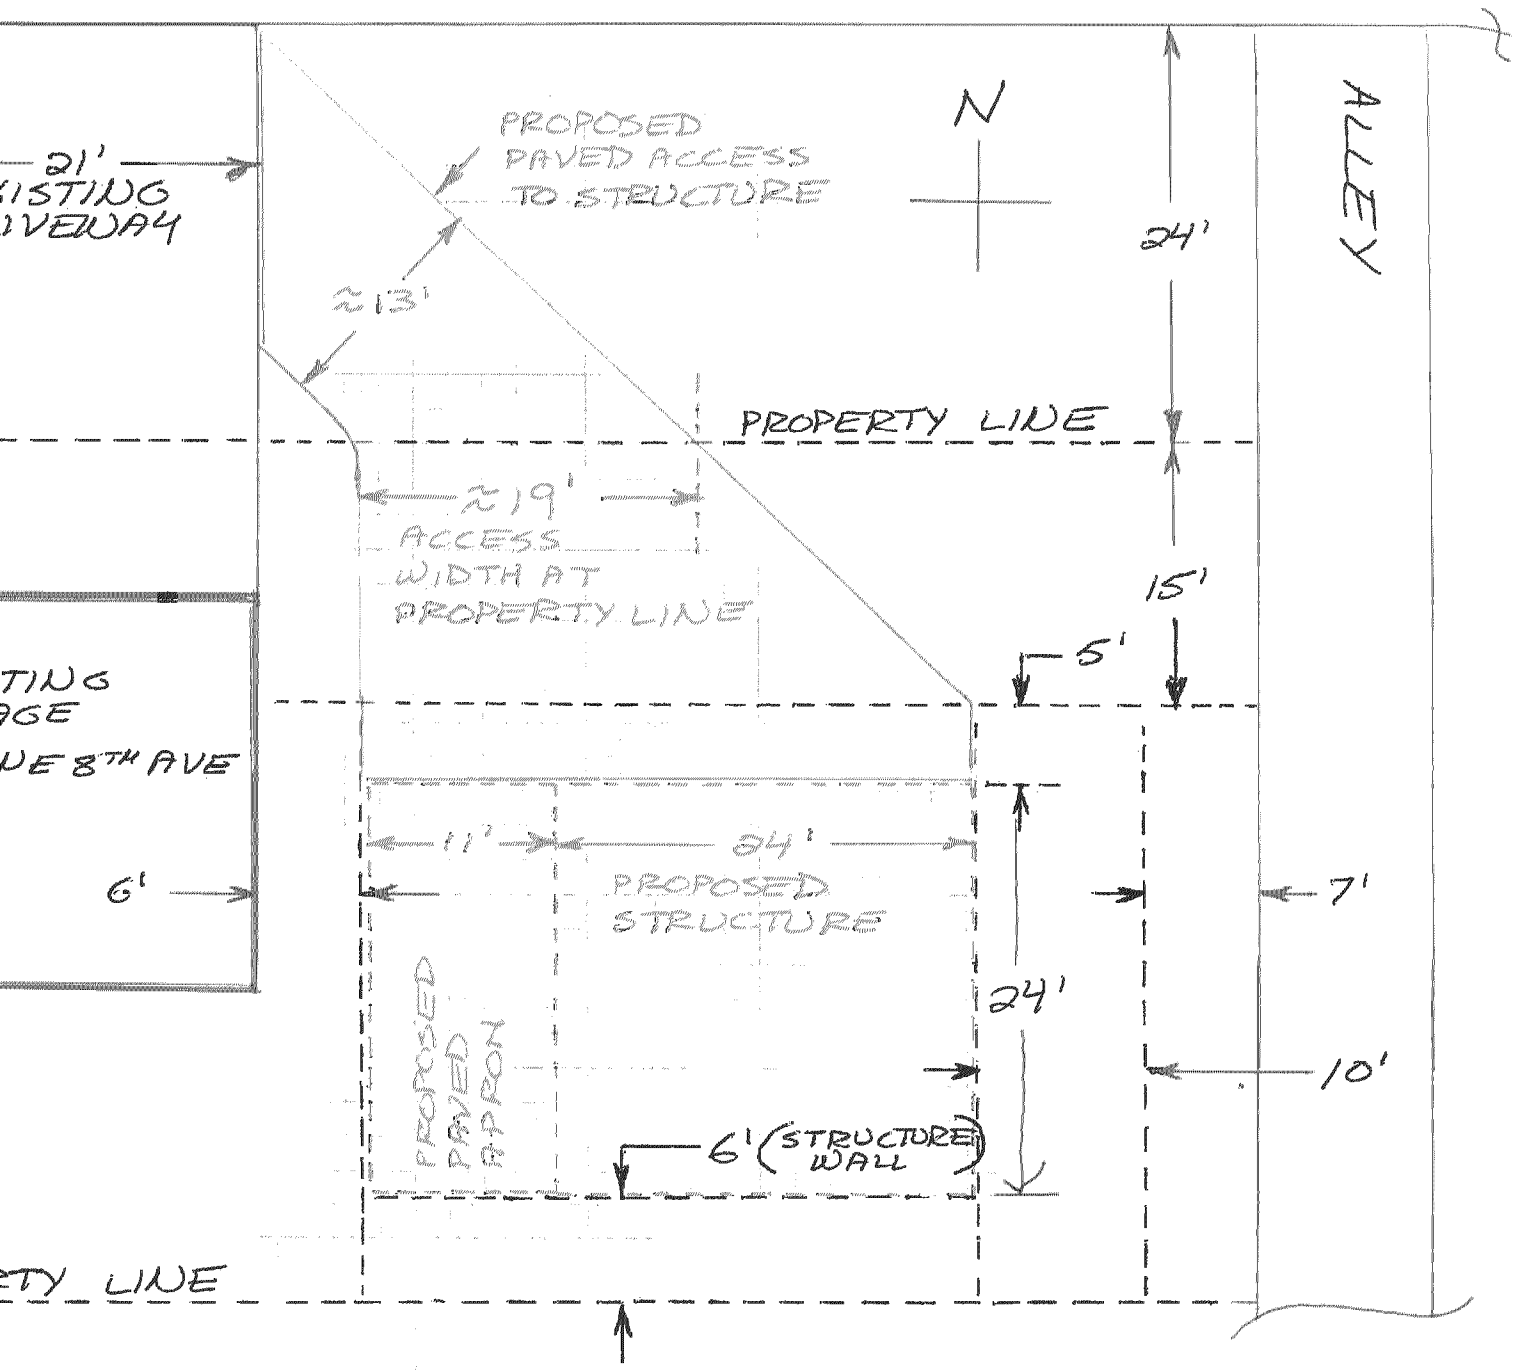 N
ALLEY
PROPOSED
PAVED ACCESS
TO STRUCTURE
21'
XISTING
IVEWAY
24'
≈13'
PROPERTY LINE
≈19'
ACCESS
WIDTH AT
PROPERTY LINE
15'
5'
TING
AGE
NE 8TH AVE
11'
24'
PROPOSED
STRUCTURE
6'
7'
PROPOSED
PAVED
APRON
24'
10'
6' (STRUCTURE
WALL)
RTY LINE